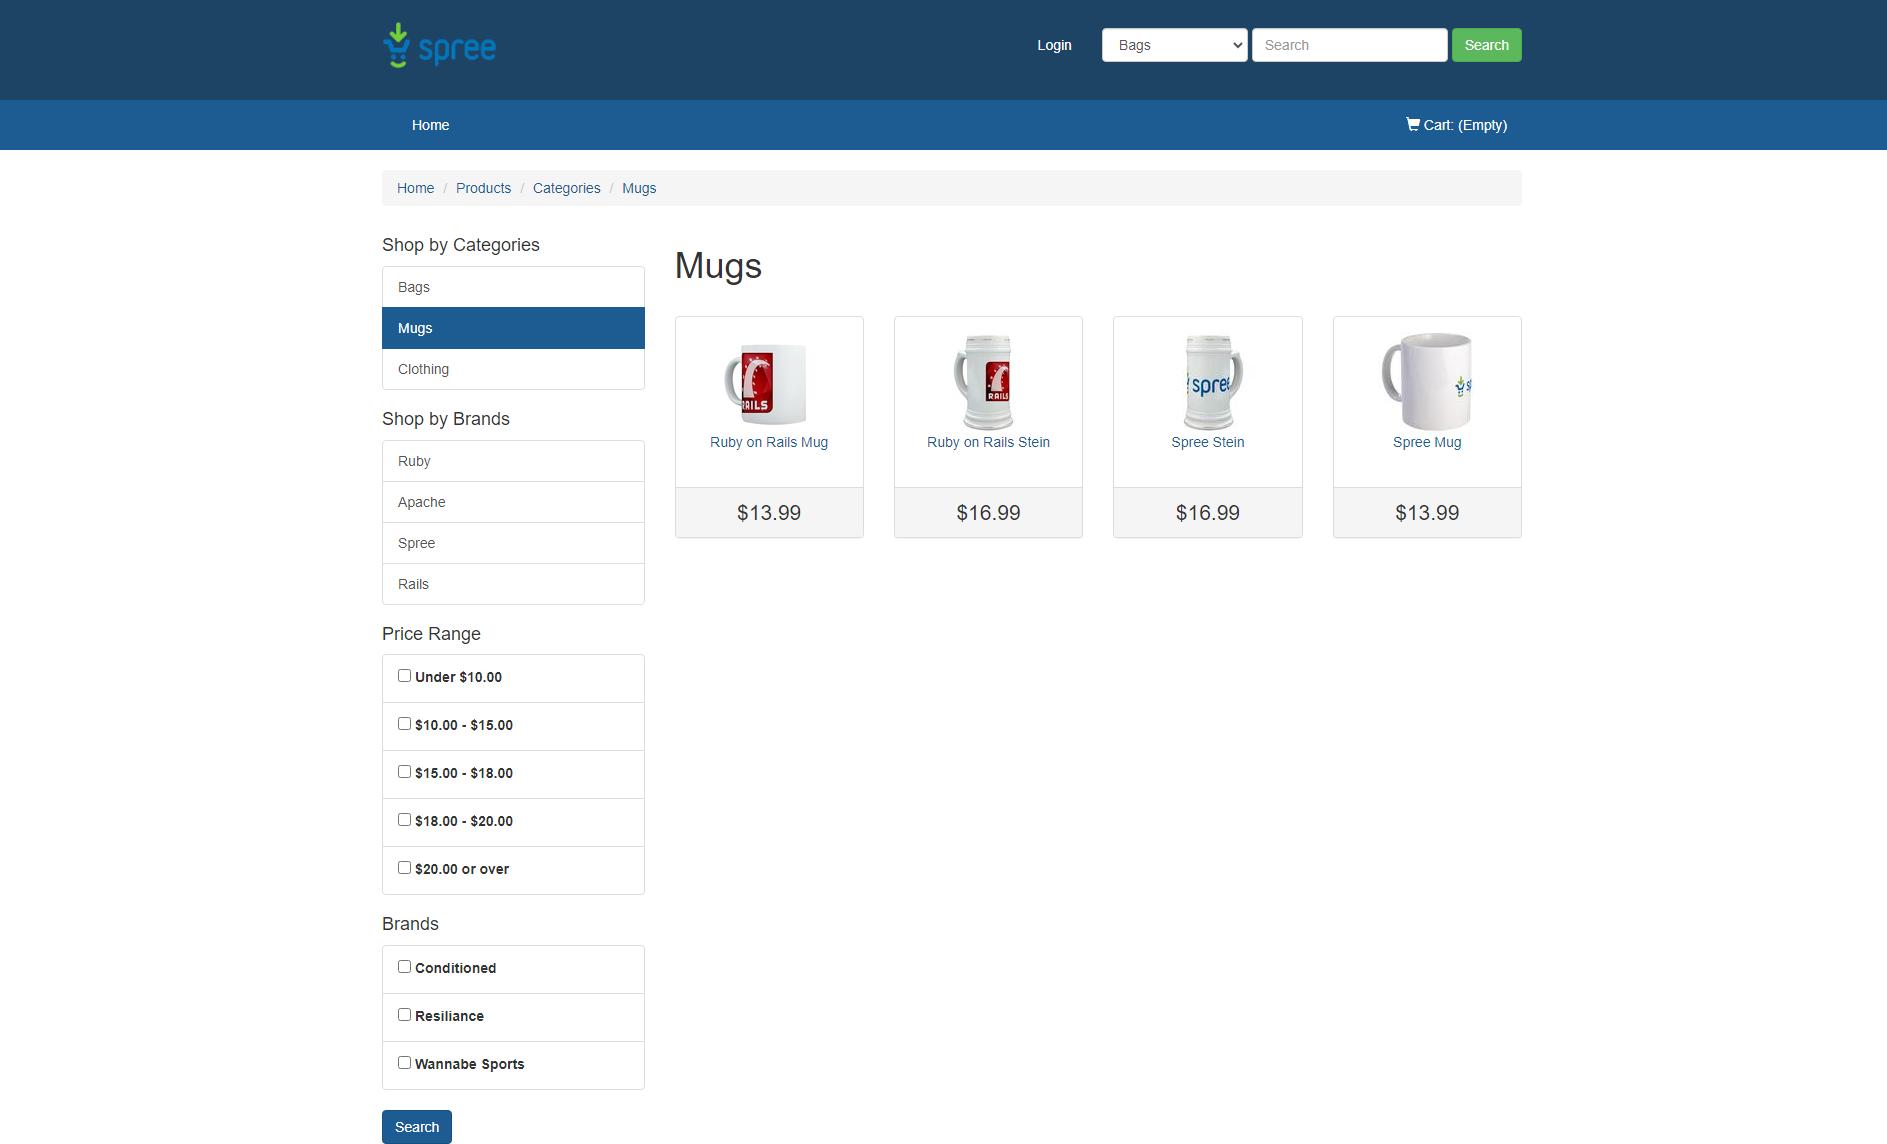 spree
Login
Bags
Search
Search
Home
Cart: (Empty)
Home / Products / Categories / Mugs
Shop by Categories
Bags
Mugs
Clothing
Shop by Brands
Ruby
Apache
Spree
Rails
Price Range
Under $10.00
$10.00 - $15.00
$15.00 - $18.00
$18.00 - $20.00
$20.00 or over
Brands
Conditioned
Resiliance
Wannabe Sports
Search
Mugs
RAILS
Ruby on Rails Mug
$13.99
RAILS
Ruby on Rails Stein
$16.99
spree
Spree Stein
$16.99
Spree Mug
$13.99